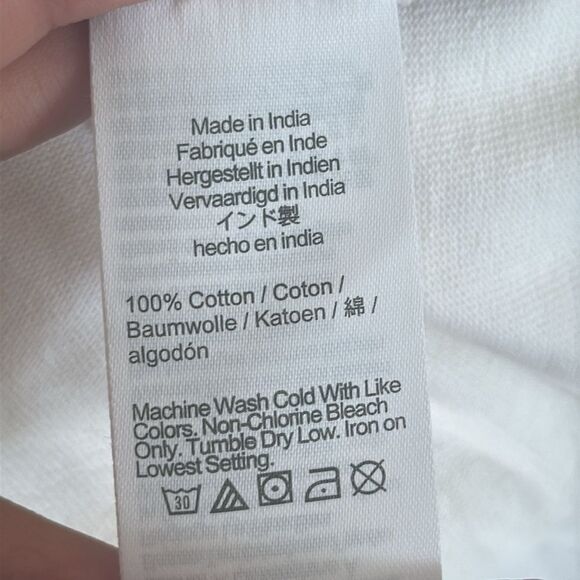 Made in India
Fabriqué en Inde
Hergestellt in Indien
Vervaardigd in India
インド製
hecho en india
100% Cotton / Coton /
Baumwolle / Katoen / 綿 /
algodón
Machine Wash Cold With Like
Colors. Non-Chlorine Bleach
Only. Tumble Dry Low. Iron on
Lowest Setting.
30